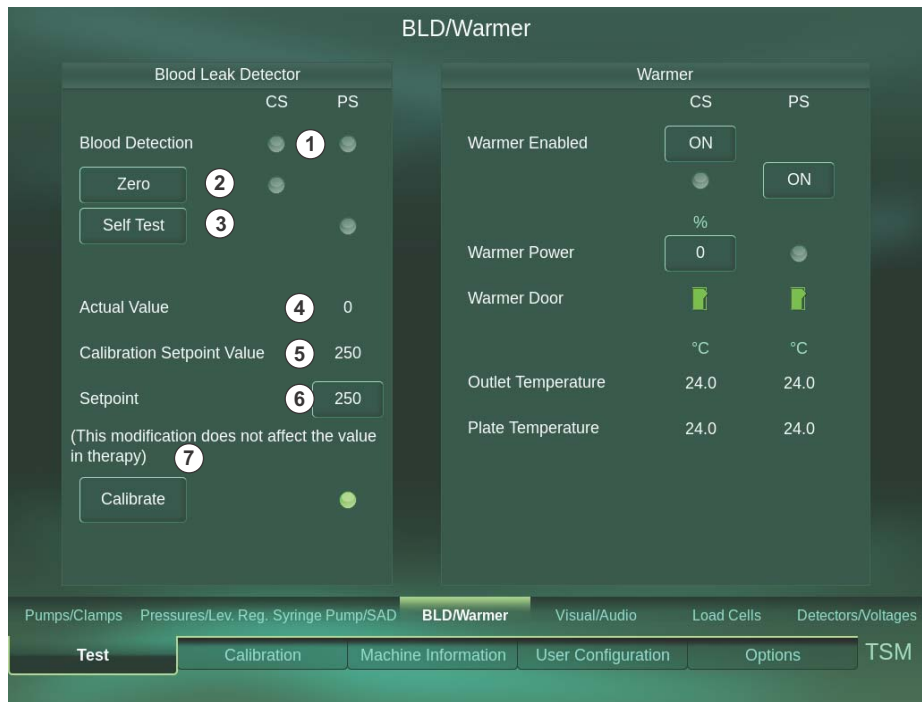 BLD/Warmer
Blood Leak Detector
CS PS
Blood Detection 1
Zero 2
Self Test 3
Actual Value 4 0
Calibration Setpoint Value 5 250
Setpoint 6 250
(This modification does not affect the value
in therapy) 7
Calibrate
Warmer
CS PS
Warmer Enabled ON
ON
%
Warmer Power 0
Warmer Door
°C °C
Outlet Temperature 24.0 24.0
Plate Temperature 24.0 24.0
Pumps/Clamps Pressures/Lev. Reg. Syringe Pump/SAD BLD/Warmer Visual/Audio Load Cells Detectors/Voltages
Test Calibration Machine Information User Configuration Options TSM